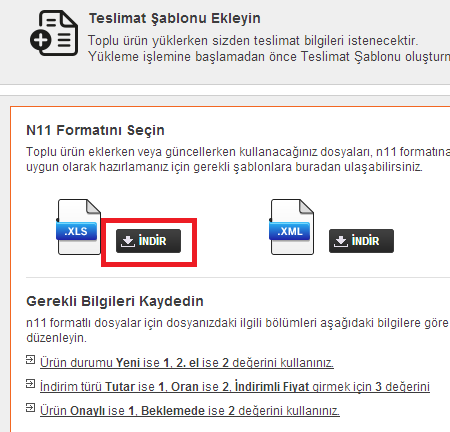 Teslimat Şablonu Ekleyin
Toplu ürün yüklerken sizden teslimat bilgileri istenecektir.
Yükleme işlemine başlamadan önce Teslimat Şablonu oluşturm
N11 Formatını Seçin
Toplu ürün eklerken veya güncellerken kullanacağınız dosyaları, n11 formatına
uygun olarak hazırlamanız için gerekli şablonlara buradan ulaşabilirsiniz.
.XLS İNDİR .XML İNDİR
Gerekli Bilgileri Kaydedin
n11 formatlı dosyalar için dosyanızdaki ilgili bölümleri aşağıdaki bilgilere göre
düzenleyin.
Ürün durumu Yeni ise 1, 2. el ise 2 değerini kullanınız.
İndirim türü Tutar ise 1, Oran ise 2, İndirimli Fiyat girmek için 3 değerini
Ürün Onaylı ise 1, Beklemede ise 2 değerini kullanınız.